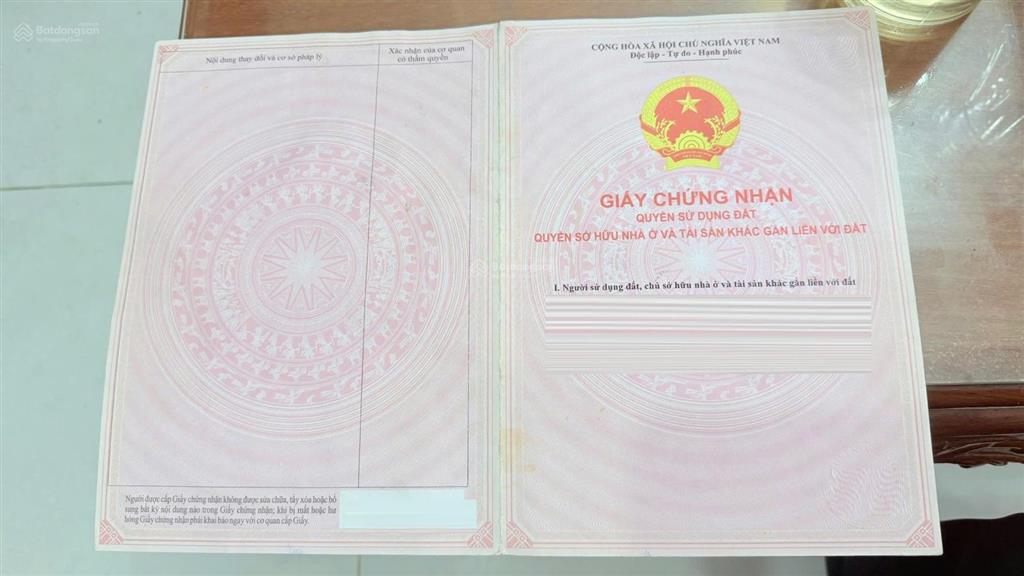 Batdongsan
by PropertyGuru
Nội dung thay đổi và cơ sở pháp lý
Xác nhận của cơ quan
có thẩm quyền
Người được cấp Giấy chứng nhận không được sửa chữa, tẩy xóa hoặc bổ
sung bất kỳ nội dung nào trong Giấy chứng nhận; khi bị mất hoặc hư
hỏng Giấy chứng nhận phải khai báo ngay với cơ quan cấp Giấy.
CỘNG HÒA XÃ HỘI CHỦ NGHĨA VIỆT NAM
Độc lập - Tự do - Hạnh phúc
VIỆT NAM
GIẤY CHỨNG NHẬN
QUYỀN SỬ DỤNG ĐẤT
QUYỀN SỞ HỮU NHÀ Ở VÀ TÀI SẢN KHÁC GẮN LIỀN VỚI ĐẤT
Batdongsan
I. Người sử dụng đất, chủ sở hữu nhà ở và tài sản khác gắn liền với đất